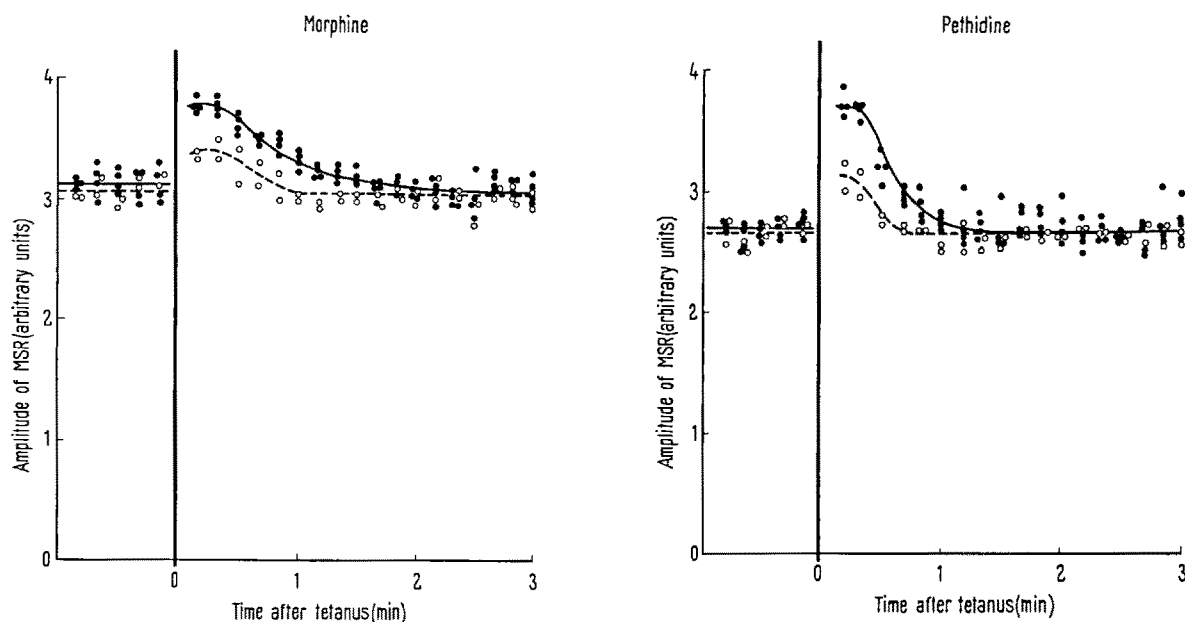 Morphine
Amplitude of MSR(arbitrary units)
4
3
2
1
0
0 1 2 3
Time after tetanus(min)
Pethidine
Amplitude of MSR(arbitrary units)
4
3
2
1
0
0 1 2 3
Time after tetanus(min)